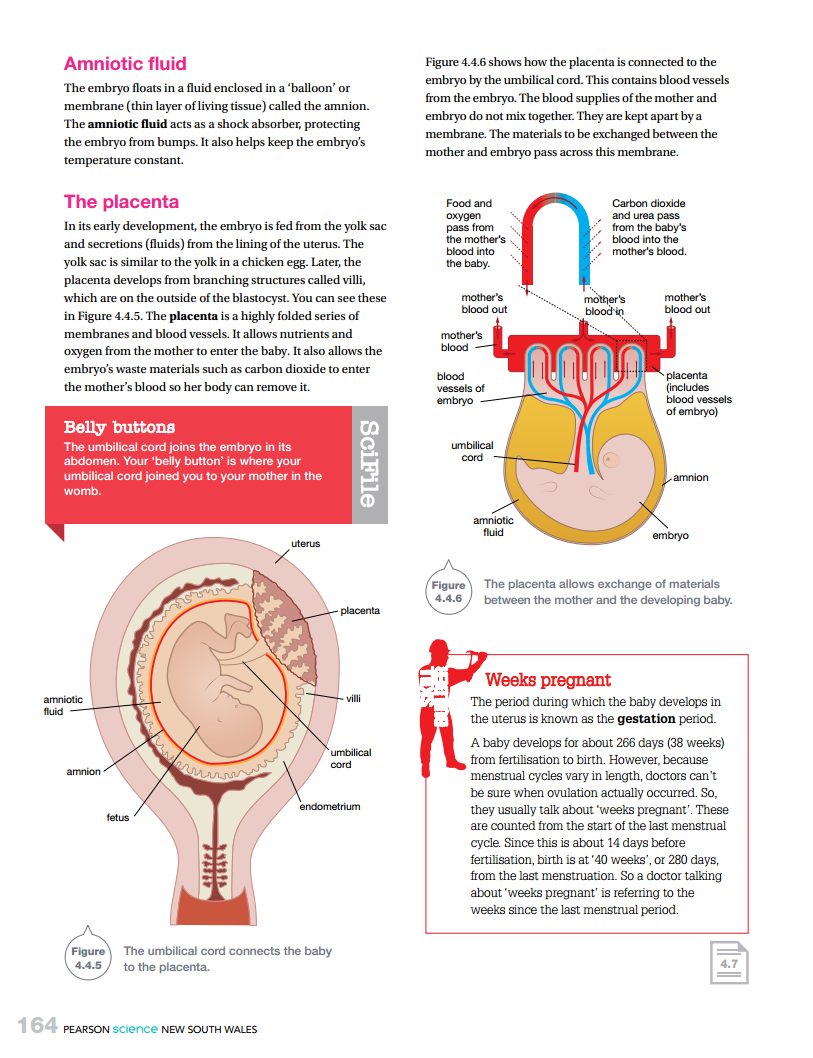 Amniotic fluid
The embryo floats in a fluid enclosed in a ‘balloon’ or
membrane (thin layer of living tissue) called the amnion.
The amniotic fluid acts as a shock absorber, protecting
the embryo from bumps. It also helps keep the embryo’s
temperature constant.
The placenta
In its early development, the embryo is fed from the yolk sac
and secretions (fluids) from the lining of the uterus. The
yolk sac is similar to the yolk in a chicken egg. Later, the
placenta develops from branching structures called villi,
which are on the outside of the blastocyst. You can see these
in Figure 4.4.5. The placenta is a highly folded series of
membranes and blood vessels. It allows nutrients and
oxygen from the mother to enter the baby. It also allows the
embryo’s waste materials such as carbon dioxide to enter
the mother’s blood so her body can remove it.
Belly buttons
The umbilical cord joins the embryo in its
abdomen. Your ‘belly button’ is where your
umbilical cord joined you to your mother in the
womb.
SciFile
uterus
placenta
villi
umbilical
cord
endometrium
amniotic
fluid
amnion
fetus
Figure
4.4.5
The umbilical cord connects the baby
to the placenta.
Figure 4.4.6 shows how the placenta is connected to the
embryo by the umbilical cord. This contains blood vessels
from the embryo. The blood supplies of the mother and
embryo do not mix together. They are kept apart by a
membrane. The materials to be exchanged between the
mother and embryo pass across this membrane.
Food and
oxygen
pass from
the mother’s
blood into
the baby.
Carbon dioxide
and urea pass
from the baby’s
blood into the
mother’s blood.
mother’s
blood out
mother’s
blood in
mother’s
blood out
mother’s
blood
blood
vessels of
embryo
placenta
(includes
blood vessels
of embryo)
umbilical
cord
amnion
amniotic
fluid
embryo
Figure
4.4.6
The placenta allows exchange of materials
between the mother and the developing baby.
Weeks pregnant
The period during which the baby develops in
the uterus is known as the gestation period.
A baby develops for about 266 days (38 weeks)
from fertilisation to birth. However, because
menstrual cycles vary in length, doctors can’t
be sure when ovulation actually occurred. So,
they usually talk about ‘weeks pregnant’. These
are counted from the start of the last menstrual
cycle. Since this is about 14 days before
fertilisation, birth is at ‘40 weeks’, or 280 days,
from the last menstruation. So a doctor talking
about ‘weeks pregnant’ is referring to the
weeks since the last menstrual period.
4.7
164 PEARSON science NEW SOUTH WALES